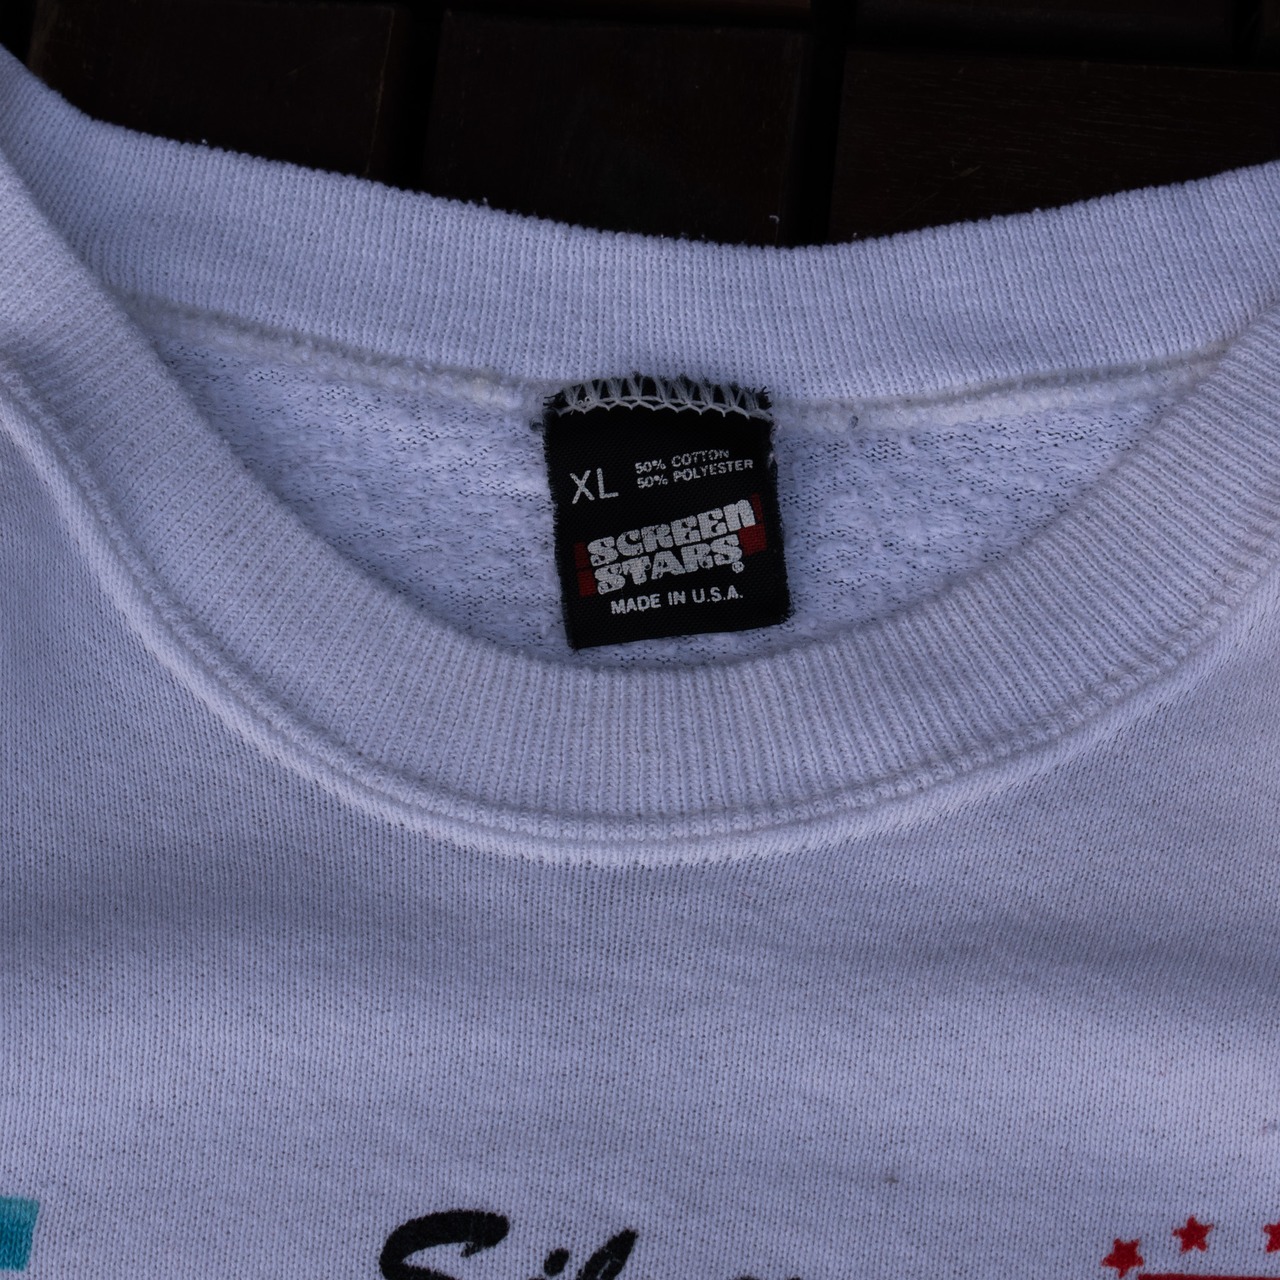 XL
50% COTTON
50% POLYESTER
SCREEN
STARS®
MADE IN U.S.A.